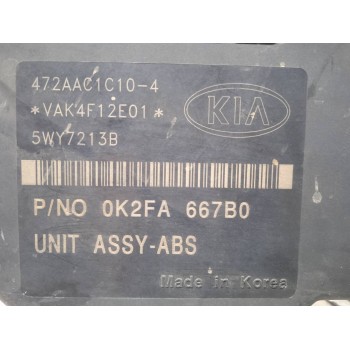 472AAC1C10-4
*VAK4F12E01*
KIA
5WY7213B
P/NO 0K2FA 667B0
UNIT ASSY-ABS
Made in Korea